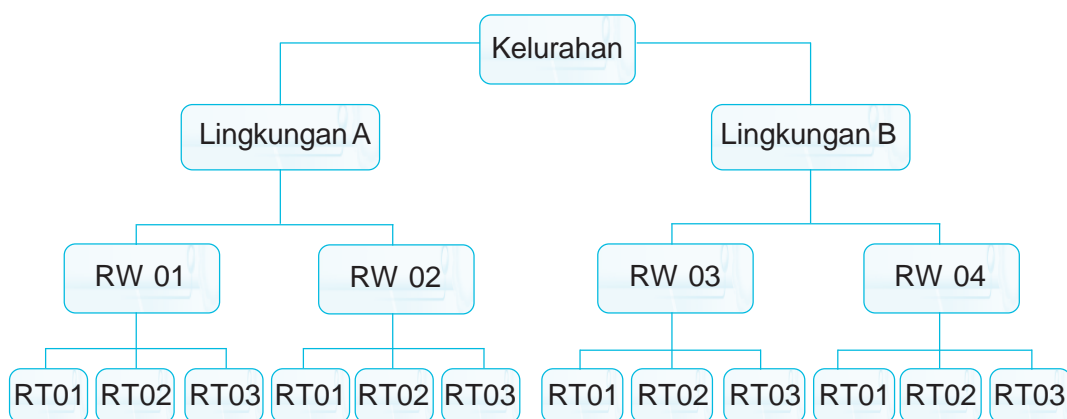 Kelurahan
Lingkungan A
Lingkungan B
RW 01
RW 02
RW 03
RW 04
RT01
RT02
RT03
RT01
RT02
RT03
RT01
RT02
RT03
RT01
RT02
RT03